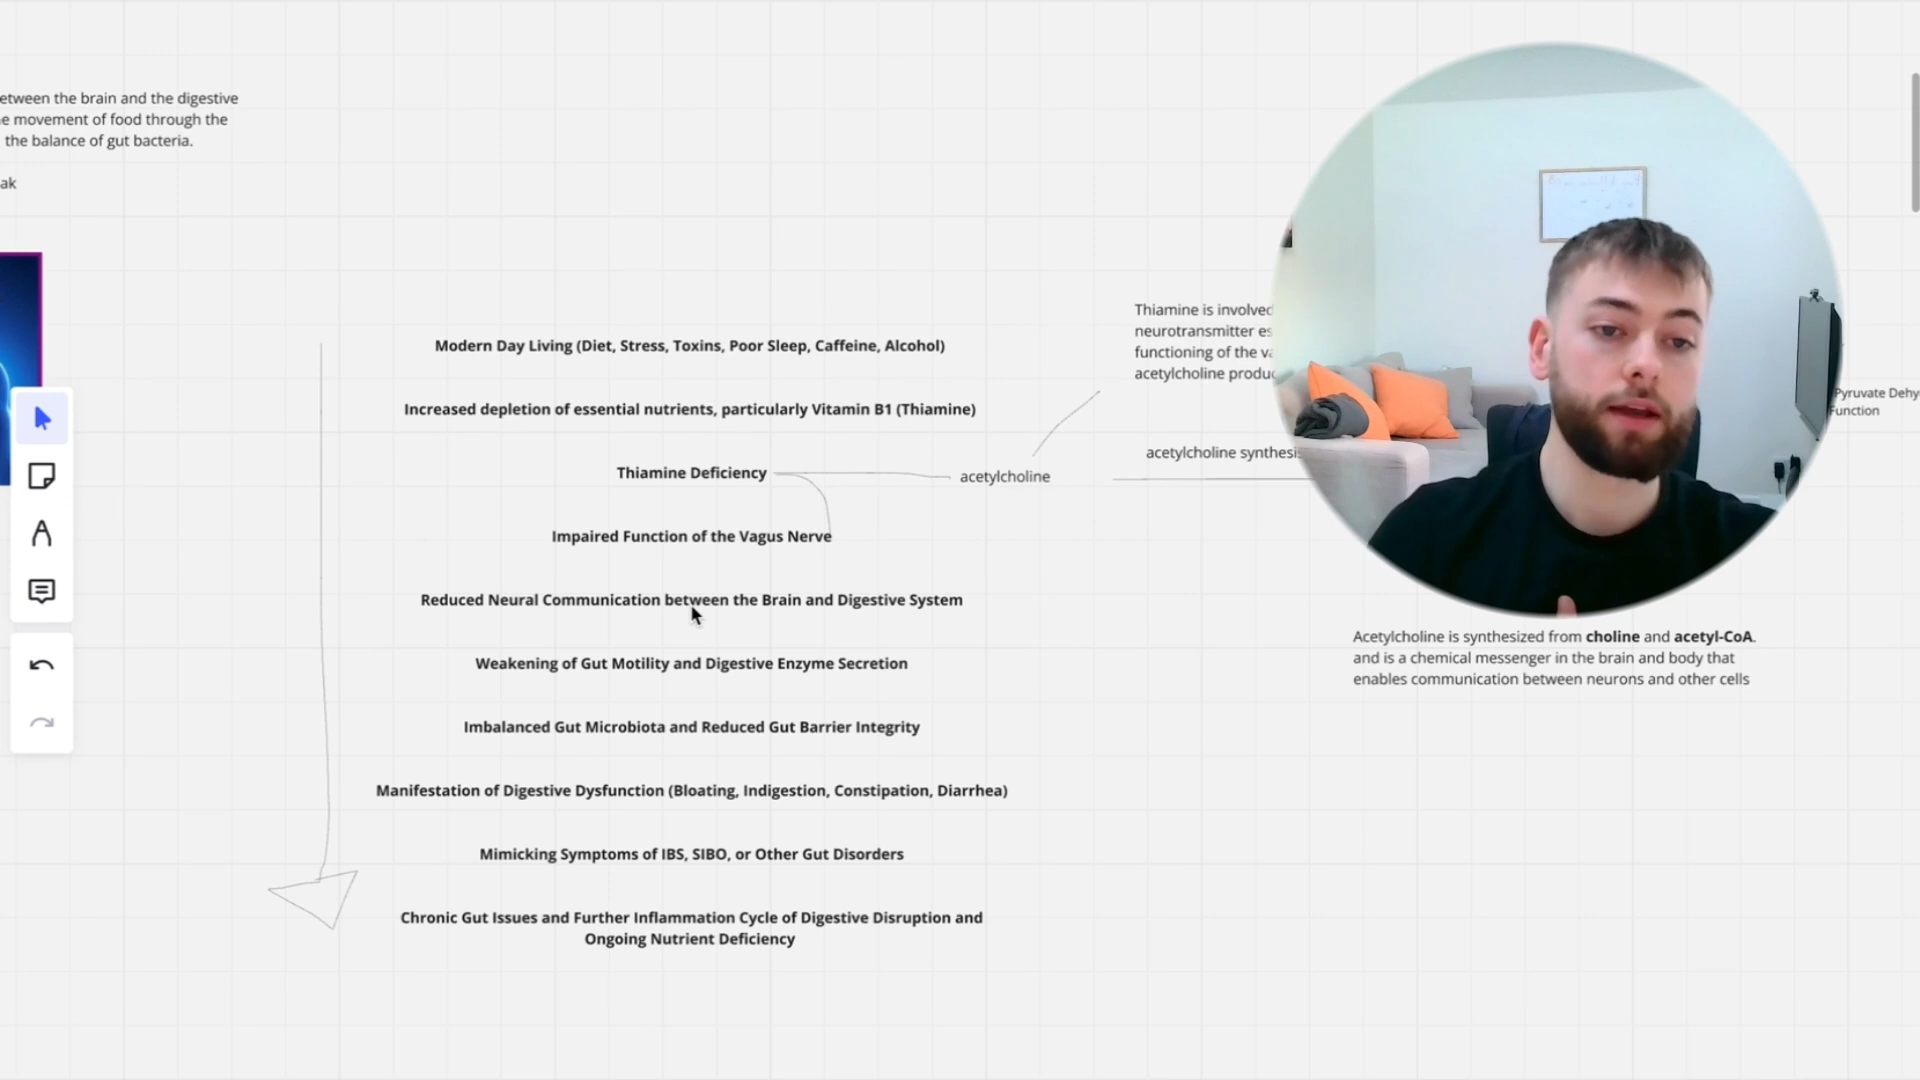 etween the brain and the digestive
e movement of food through the
the balance of gut bacteria.
ak
Modern Day Living (Diet, Stress, Toxins, Poor Sleep, Caffeine, Alcohol)
Increased depletion of essential nutrients, particularly Vitamin B1 (Thiamine)
Thiamine Deficiency
Impaired Function of the Vagus Nerve
Reduced Neural Communication between the Brain and Digestive System
Weakening of Gut Motility and Digestive Enzyme Secretion
Imbalanced Gut Microbiota and Reduced Gut Barrier Integrity
Manifestation of Digestive Dysfunction (Bloating, Indigestion, Constipation, Diarrhea)
Mimicking Symptoms of IBS, SIBO, or Other Gut Disorders
Chronic Gut Issues and Further Inflammation Cycle of Digestive Disruption and
Ongoing Nutrient Deficiency
acetylcholine
Thiamine is involved
neurotransmitter es
functioning of the va
acetylcholine produc
acetylcholine synthesis
Pyruvate Dehy
Function
Acetylcholine is synthesized from choline and acetyl-CoA.
and is a chemical messenger in the brain and body that
enables communication between neurons and other cells